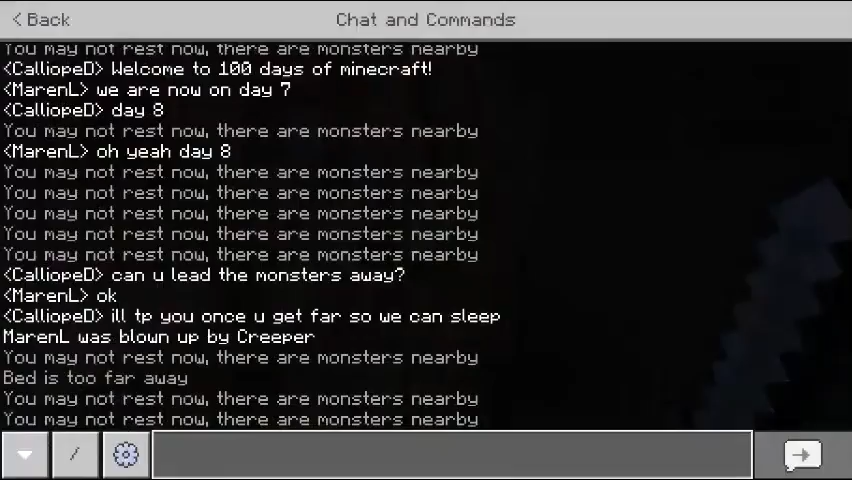 < Back
Chat and Commands
You may not rest now, there are monsters nearby
<CalliopeD> Welcome to 100 days of minecraft!
<MarenL> we are now on day 7
<CalliopeD> day 8
You may not rest now, there are monsters nearby
<MarenL> oh yeah day 8
You may not rest now, there are monsters nearby
You may not rest now, there are monsters nearby
You may not rest now, there are monsters nearby
You may not rest now, there are monsters nearby
You may not rest now, there are monsters nearby
<CalliopeD> can u lead the monsters away?
<MarenL> ok
<CalliopeD> ill tp you once u get far so we can sleep
MarenL was blown up by Creeper
You may not rest now, there are monsters nearby
Bed is too far away
You may not rest now, there are monsters nearby
You may not rest now, there are monsters nearby
/